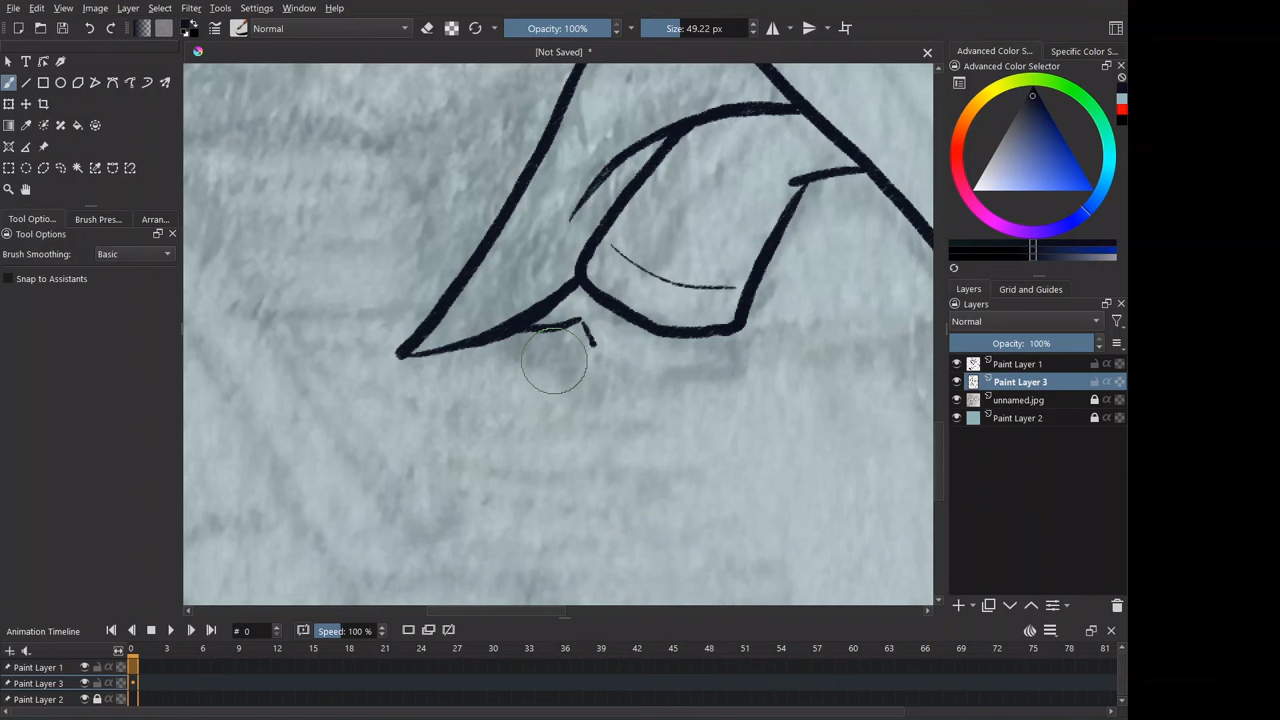 File Edit View Image Layer Select Filter Tools Settings Window Help
Normal Opacity: 100% Size: 49.22 px
[Not Saved] *
Advanced Color S... Specific Color S...
Advanced Color Selector
Tool Optio... Brush Pres... Arran...
Tool Options
Brush Smoothing: Basic
Snap to Assistants
Layers Grid and Guides
Layers
Normal
Opacity: 100%
Paint Layer 1
Paint Layer 3
unnamed.jpg
Paint Layer 2
Animation Timeline # 0 Speed: 100 %
0 3 6 9 12 15 18 21 24 27 30 33 36 39 42 45 48 51 54 57 60 63 66 69 72 75 78 81
Paint Layer 1
Paint Layer 3
Paint Layer 2